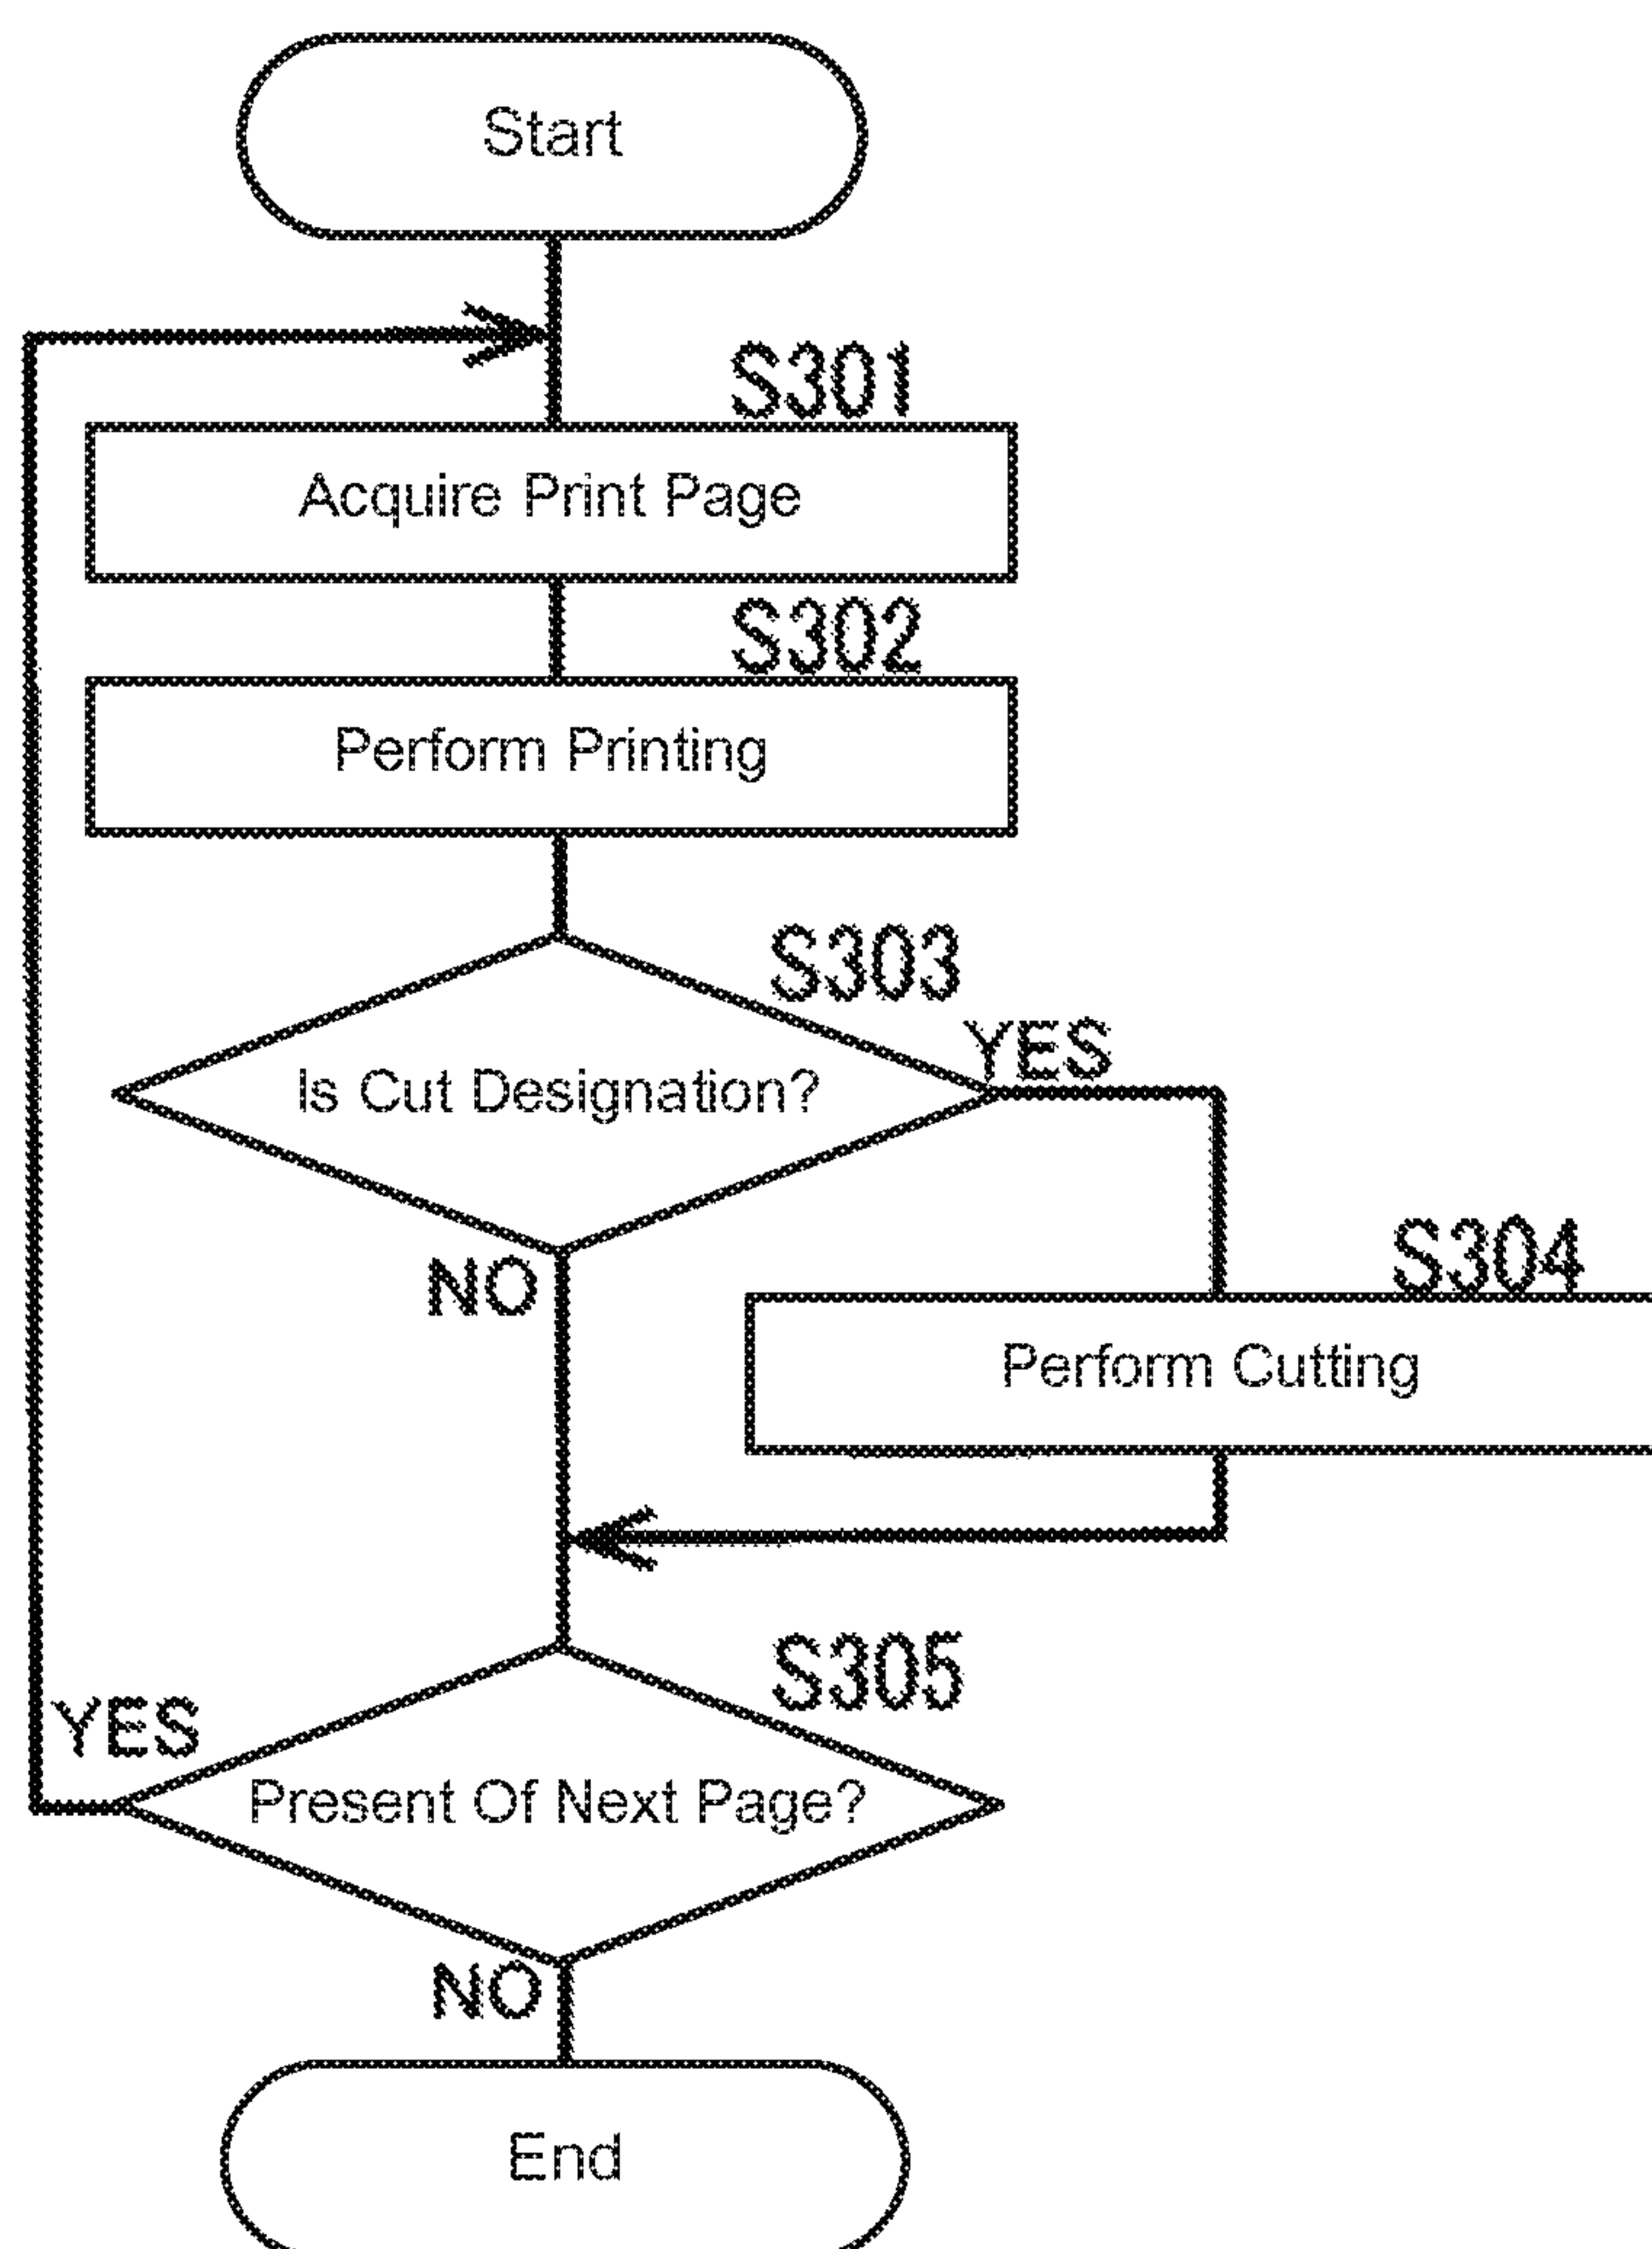 Start
S301
Acquire Print Page
S302
Perform Printing
S303
YES
Is Cut Designation?
NO
S304
Perform Cutting
S305
YES
Present Of Next Page?
NO
End